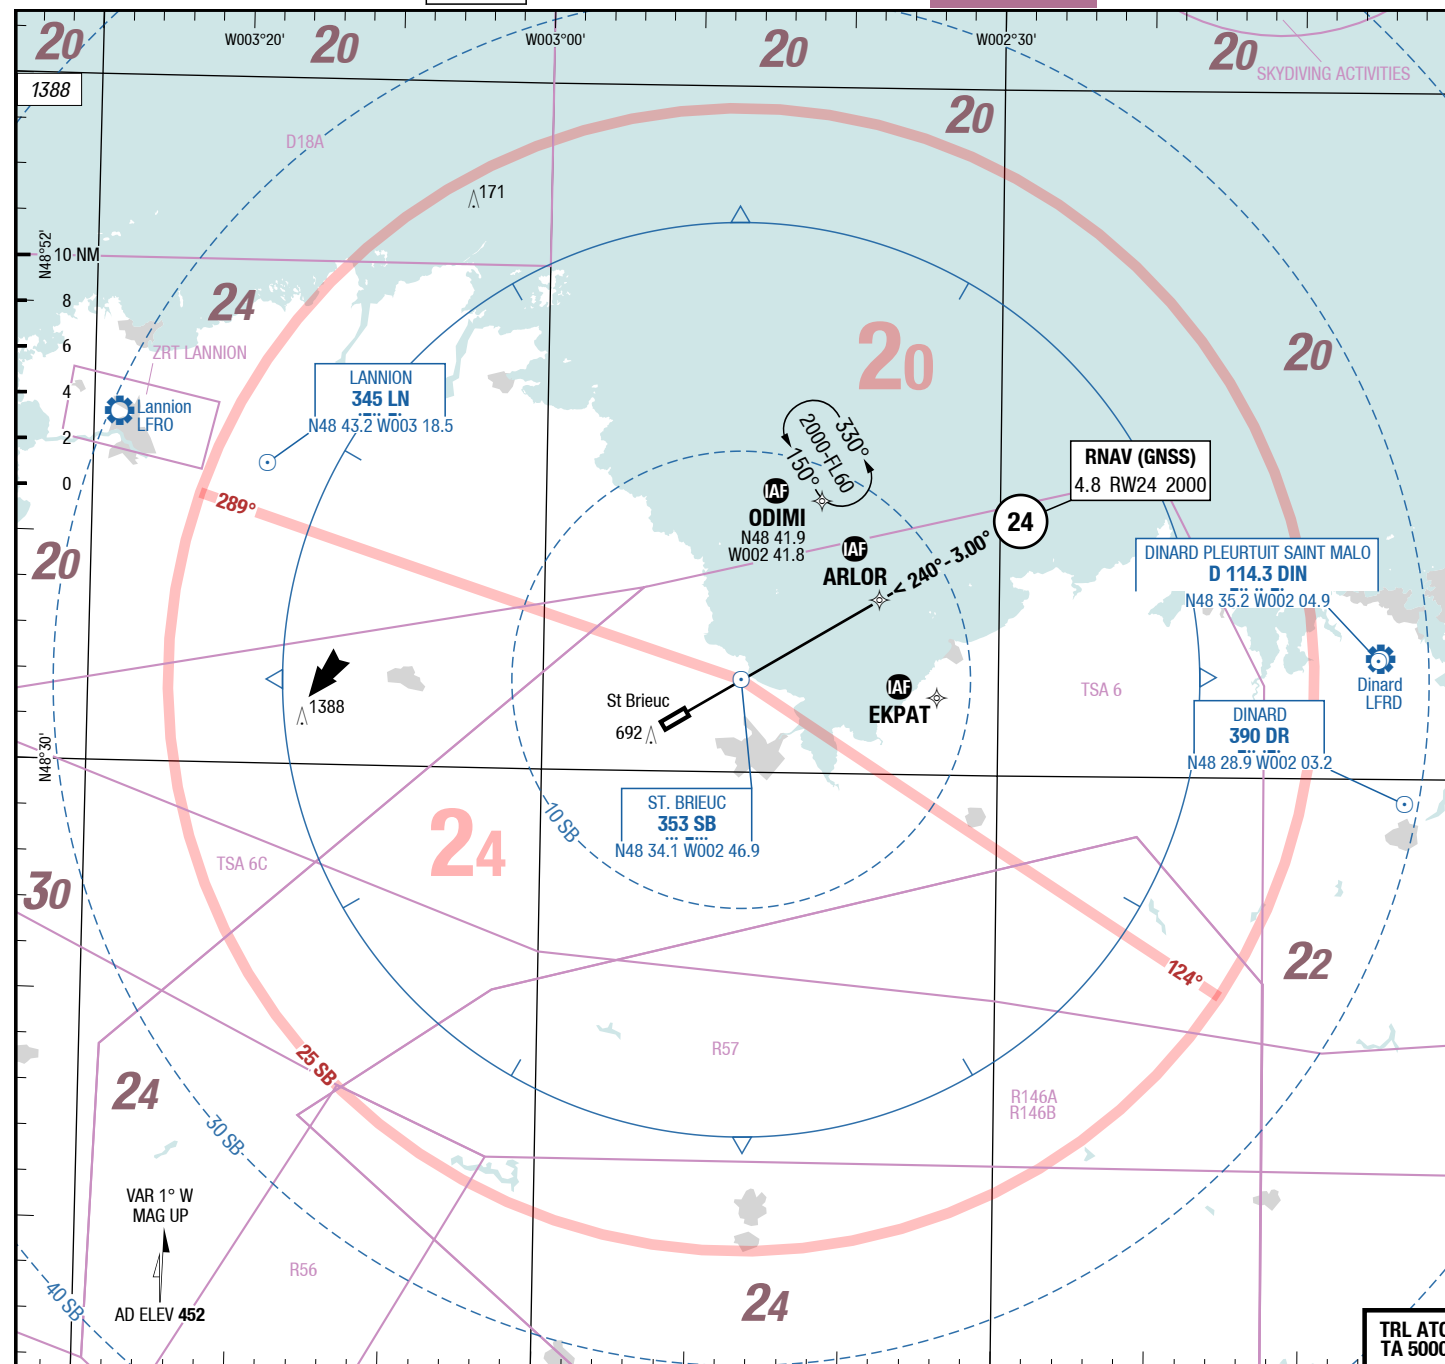 20
W003°20'
20
W003°00'
20
W002°30'
20
SKYDIVING ACTIVITIES
1388
20
D18A
171
N48°52'
10 NM
8
6
4
2
0
24
ZRT LANNION
Lannion
LFRO
LANNION
345 LN
N48 43.2 W003 18.5
20
20
330°
2000-FL60
150°
IAF
ODIMI
N48 41.9
W002 41.8
RNAV (GNSS)
4.8 RW24 2000
24
289°
IAF
ARLOR
< 240°- 3.00°
20
DINARD PLEURTUIT SAINT MALO
D 114.3 DIN
N48 35.2 W002 04.9
Dinard
LFRD
1388
St Brieuc
692
IAF
EKPAT
TSA 6
DINARD
390 DR
N48 28.9 W002 03.2
N48°30'
ST. BRIEUC
353 SB
N48 34.1 W002 46.9
10 SB
24
TSA 6C
30
124°
22
25 SB
R57
R146A
R146B
24
30 SB
VAR 1° W
MAG UP
AD ELEV 452
R56
40 SB
24
TRL ATC
TA 5000